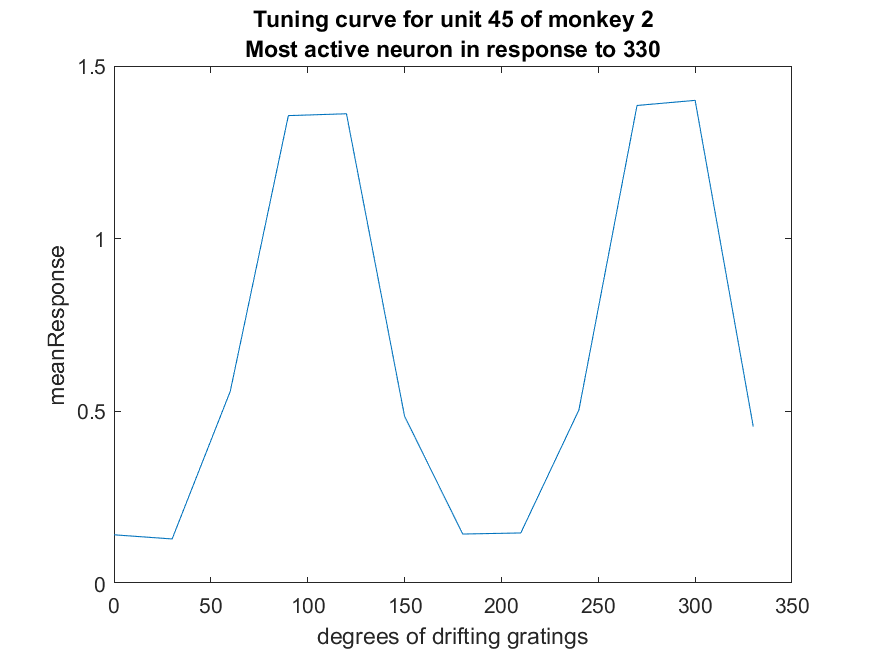 Tuning curve for unit 45 of monkey 2
Most active neuron in response to 330
1.5
1
0.5
0
meanResponse
0 50 100 150 200 250 300 350
degrees of drifting gratings